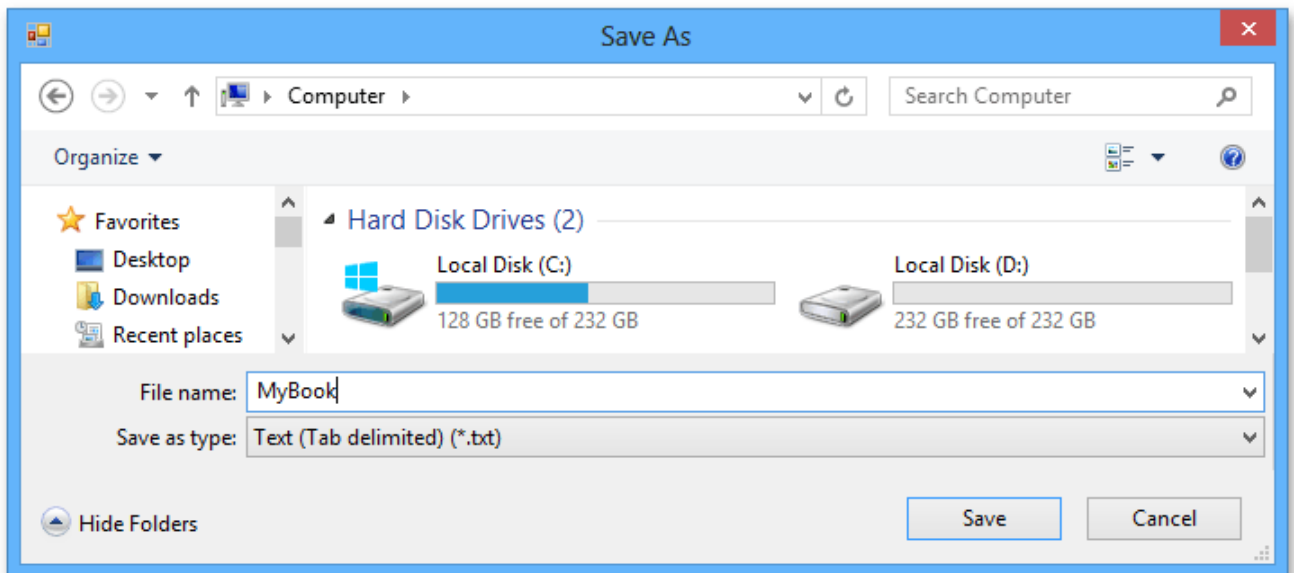 Save As
Computer
Search Computer
Organize
Favorites
Desktop
Downloads
Recent places
Hard Disk Drives (2)
Local Disk (C:)
128 GB free of 232 GB
Local Disk (D:)
232 GB free of 232 GB
File name: MyBook
Save as type: Text (Tab delimited) (*.txt)
Hide Folders
Save
Cancel